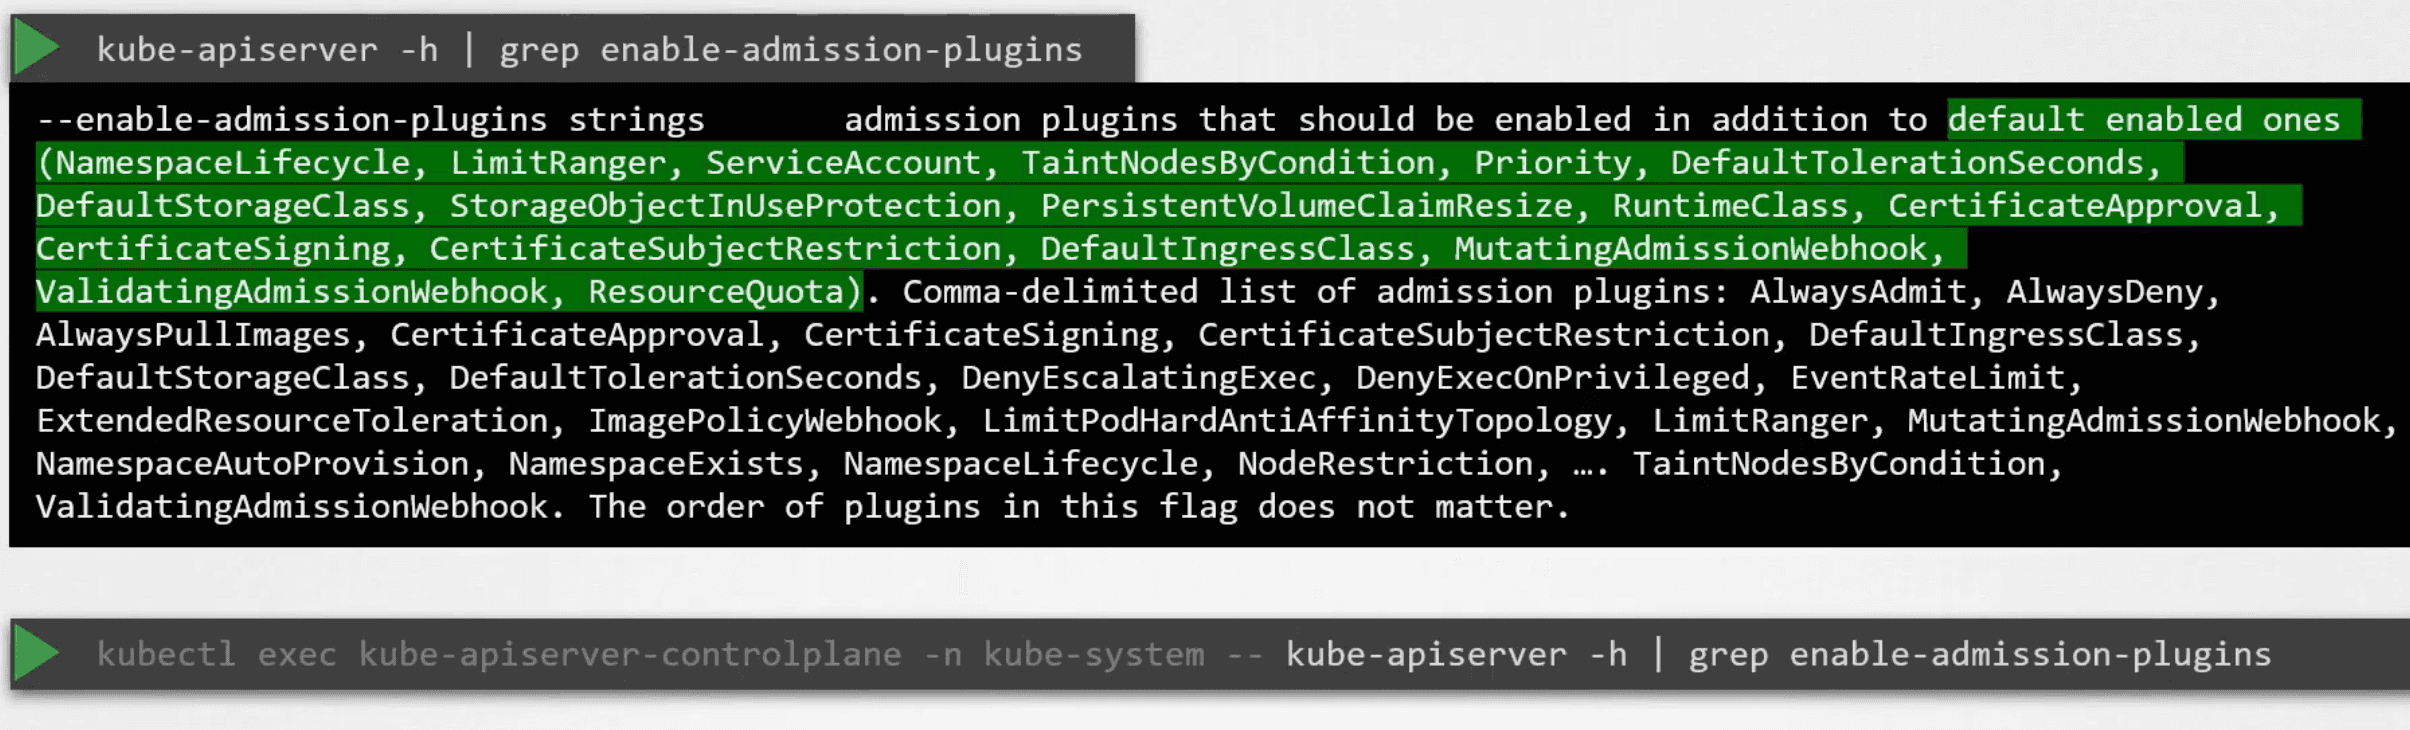 kube-apiserver -h | grep enable-admission-plugins
--enable-admission-plugins strings       admission plugins that should be enabled in addition to default enabled ones
(NamespaceLifecycle, LimitRanger, ServiceAccount, TaintNodesByCondition, Priority, DefaultTolerationSeconds,
DefaultStorageClass, StorageObjectInUseProtection, PersistentVolumeClaimResize, RuntimeClass, CertificateApproval,
CertificateSigning, CertificateSubjectRestriction, DefaultIngressClass, MutatingAdmissionWebhook,
ValidatingAdmissionWebhook, ResourceQuota). Comma-delimited list of admission plugins: AlwaysAdmit, AlwaysDeny,
AlwaysPullImages, CertificateApproval, CertificateSigning, CertificateSubjectRestriction, DefaultIngressClass,
DefaultStorageClass, DefaultTolerationSeconds, DenyEscalatingExec, DenyExecOnPrivileged, EventRateLimit,
ExtendedResourceToleration, ImagePolicyWebhook, LimitPodHardAntiAffinityTopology, LimitRanger, MutatingAdmissionWebhook,
NamespaceAutoProvision, NamespaceExists, NamespaceLifecycle, NodeRestriction, …. TaintNodesByCondition,
ValidatingAdmissionWebhook. The order of plugins in this flag does not matter.
kubectl exec kube-apiserver-controlplane -n kube-system -- kube-apiserver -h | grep enable-admission-plugins